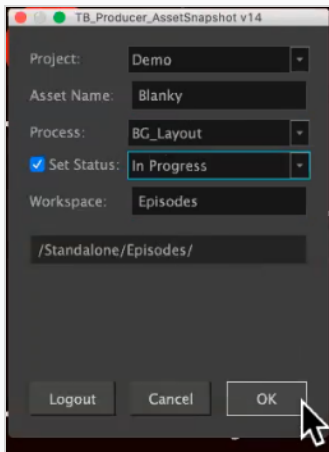 TB_Producer_AssetSnapshot v14
Project: Demo
Asset Name: Blanky
Process: BG_Layout
Set Status: In Progress
Workspace: Episodes
/Standalone/Episodes/
Logout Cancel OK